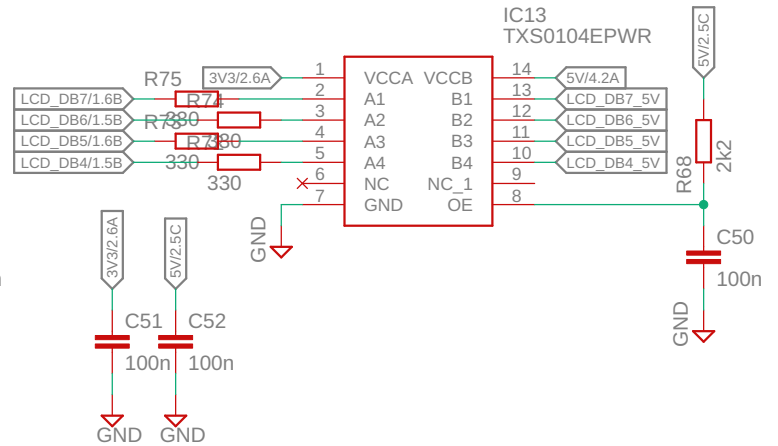 IC13
TXS0104EPWR
5V/2.5C
R75
3V3/2.6A
1
VCCA
VCCB
14
5V/4.2A
LCD_DB7/1.6B
R74
2
A1
B1
13
LCD_DB7_5V
LCD_DB6/1.5B
R73
330
3
A2
B2
12
LCD_DB6_5V
LCD_DB5/1.6B
330
4
A3
B3
11
LCD_DB5_5V
LCD_DB4/1.5B
330
5
A4
B4
10
LCD_DB4_5V
330
6
NC
NC_1
9
7
GND
OE
8
R68
2k2
GND
C50
100n
GND
3V3/2.6A
5V/2.5C
C51
100n
GND
C52
100n
GND